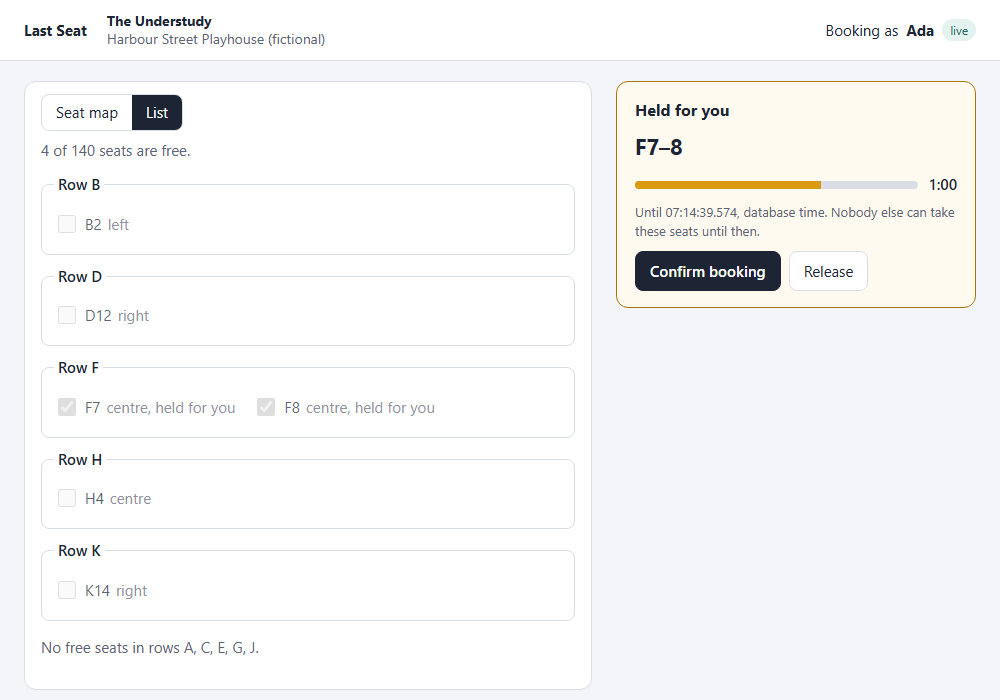 Last Seat
The Understudy
Harbour Street Playhouse (fictional)
Booking as Ada live
Seat map List
4 of 140 seats are free.
Row B
B2 left
Row D
D12 right
Row F
F7 centre, held for you F8 centre, held for you
Row H
H4 centre
Row K
K14 right
No free seats in rows A, C, E, G, J.
Held for you
F7–8
1:00
Until 07:14:39.574, database time. Nobody else can take
these seats until then.
Confirm booking Release